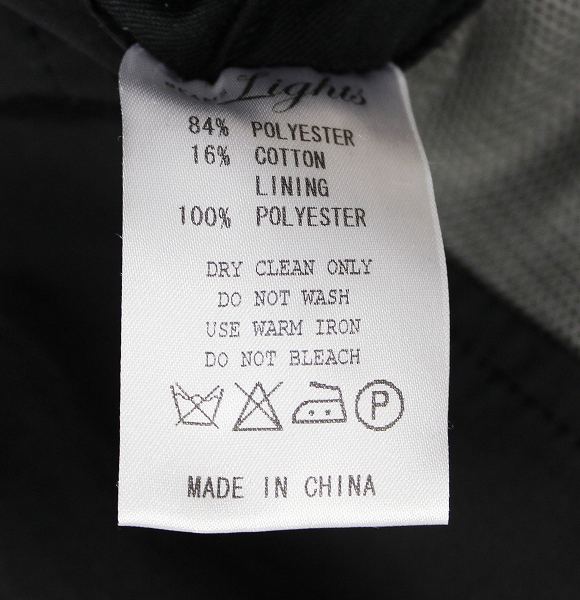 Lights
84% POLYESTER
16% COTTON
LINING
100% POLYESTER
DRY CLEAN ONLY
DO NOT WASH
USE WARM IRON
DO NOT BLEACH
P
MADE IN CHINA